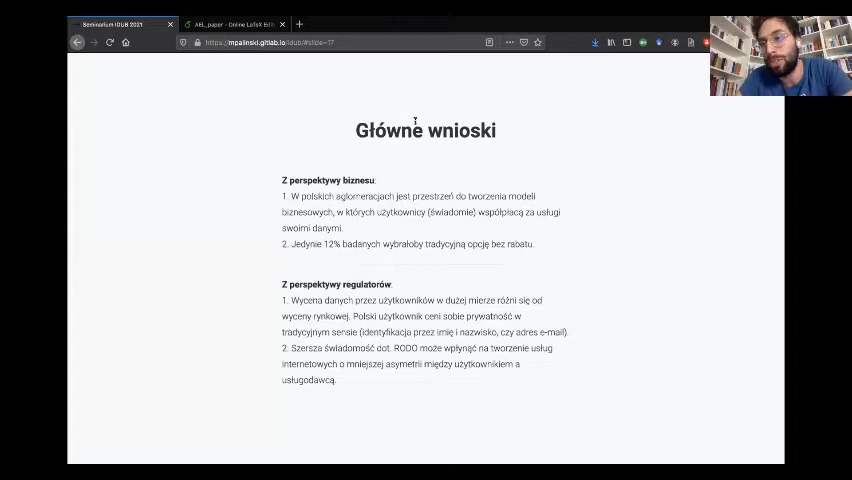 Seminarium IDUB 2021
AEL_paper - Online LaTeX Edit
https://mpalinski.gitlab.io/idub/#slide=17
Główne wnioski
Z perspektywy biznesu:
1. W polskich aglomeracjach jest przestrzeń do tworzenia modeli
biznesowych, w których użytkownicy (świadomie) współpłacą za usługi
swoimi danymi.
2. Jedynie 12% badanych wybrałoby tradycyjną opcję bez rabatu.
Z perspektywy regulatorów:
1. Wycena danych przez użytkowników w dużej mierze różni się od
wyceny rynkowej. Polski użytkownik ceni sobie prywatność w
tradycyjnym sensie (identyfikacja przez imię i nazwisko, czy adres e-mail).
2. Szersza świadomość dot. RODO może wpłynąć na tworzenie usług
internetowych o mniejszej asymetrii między użytkownikiem a
usługodawcą.